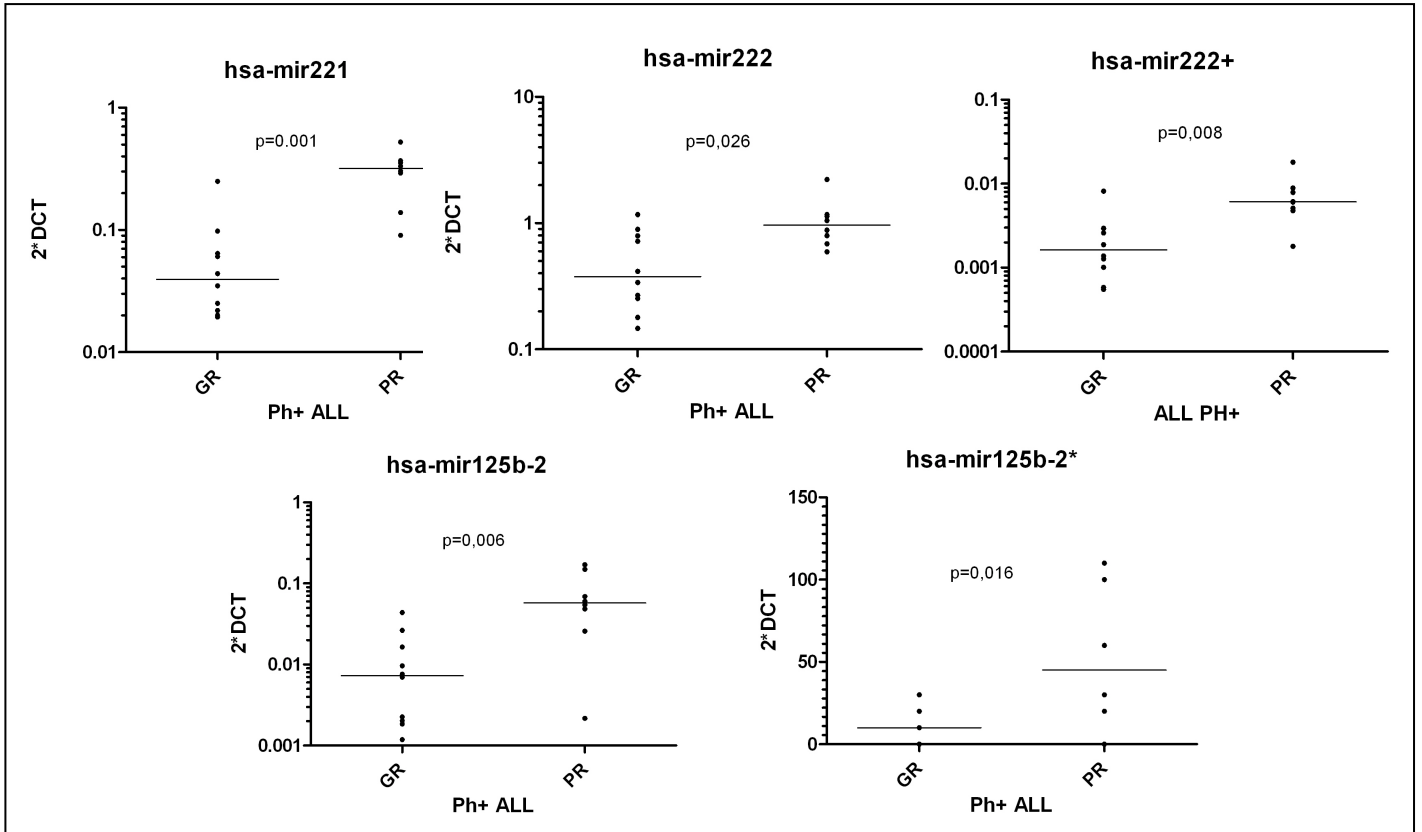 hsa-mir221
1
p=0.001
2*DCT
0.1
0.01
GR
PR
Ph+ ALL
hsa-mir222
10
p=0,026
2*DCT
1
0.1
GR
PR
Ph+ ALL
hsa-mir222+
0.1
p=0,008
0.01
0.001
0.0001
GR
PR
ALL PH+
hsa-mir125b-2
1
p=0,006
0.1
2*DCT
0.01
0.001
GR
PR
Ph+ ALL
hsa-mir125b-2*
150
p=0,016
100
2*DCT
50
0
GR
PR
Ph+ ALL